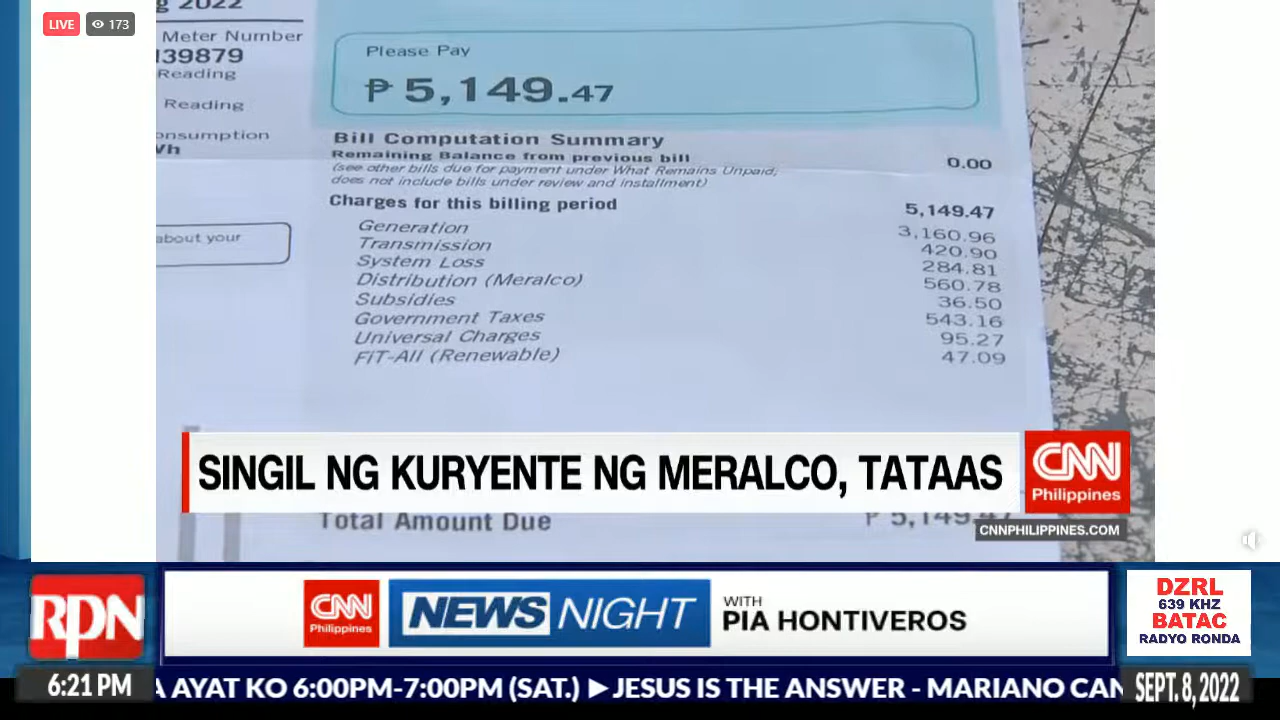 LIVE 173
2022
Meter Number
39879
Reading
Reading
Please Pay
₱ 5,149.47
Bill Computation Summary
Remaining Balance from previous bill 0.00
(see other bills due for payment under What Remains Unpaid;
does not include bills under review and installment)
Charges for this billing period 5,149.47
Generation 3,160.96
Transmission 420.90
System Loss 284.81
Distribution (Meralco) 560.78
Subsidies 36.50
Government Taxes 543.16
Universal Charges 95.27
FiT-All (Renewable) 47.09
about your
SINGIL NG KURYENTE NG MERALCO, TATAAS
CNN
Philippines
CNNPHILIPPINES.COM
Total Amount Due ₱ 5,149.47
RPN
CNN
Philippines
NEWS NIGHT
WITH
PIA HONTIVEROS
DZRL
639 KHZ
BATAC
RADYO RONDA
6:21 PM
A AYAT KO 6:00PM-7:00PM (SAT.) ►JESUS IS THE ANSWER - MARIANO
SEPT. 8, 2022